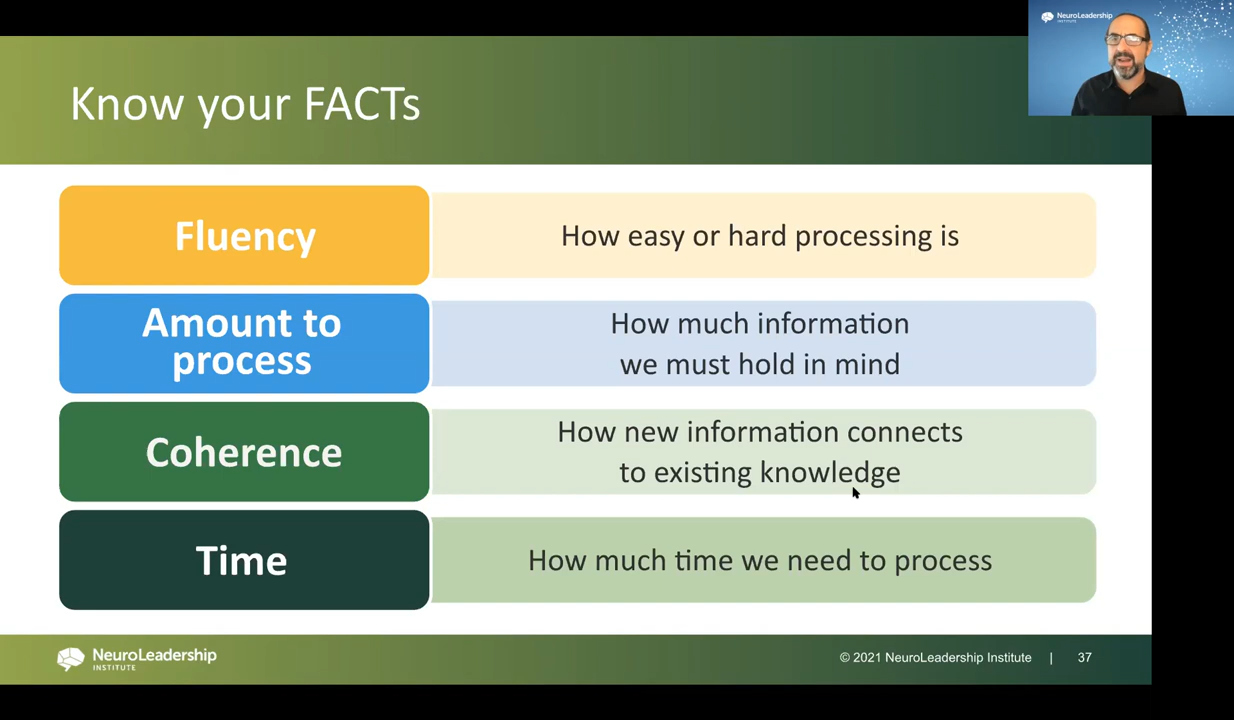 NeuroLeadership
INSTITUTE
Know your FACTs
Fluency
How easy or hard processing is
Amount to
process
How much information
we must hold in mind
Coherence
How new information connects
to existing knowledge
Time
How much time we need to process
NeuroLeadership
INSTITUTE
© 2021 NeuroLeadership Institute | 37